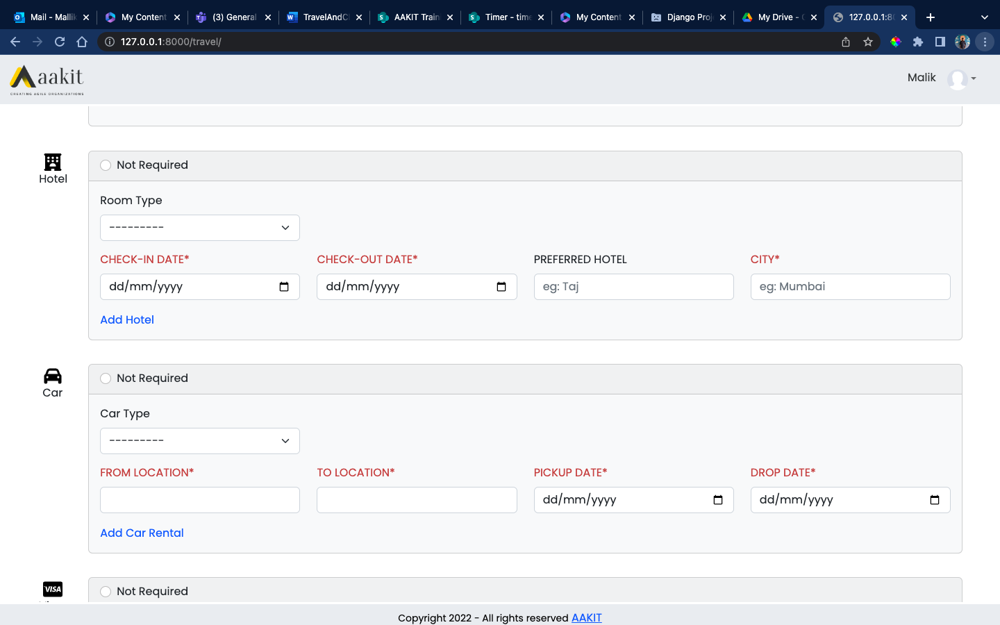 Mail - Mallik
My Content
(3) General
TravelAndCl
AAKIT Train
Timer - time
My Content
Django Proj
My Drive - G
127.0.0.1:80
127.0.0.1:8000/travel/
aakit
CREATING AGILE ORGANIZATIONS
Malik
Hotel
Not Required
Room Type
---------
CHECK-IN DATE* CHECK-OUT DATE* PREFERRED HOTEL CITY*
dd/mm/yyyy dd/mm/yyyy eg: Taj eg: Mumbai
Add Hotel
Car
Not Required
Car Type
---------
FROM LOCATION* TO LOCATION* PICKUP DATE* DROP DATE*
dd/mm/yyyy dd/mm/yyyy
Add Car Rental
VISA
Not Required
Copyright 2022 - All rights reserved AAKIT